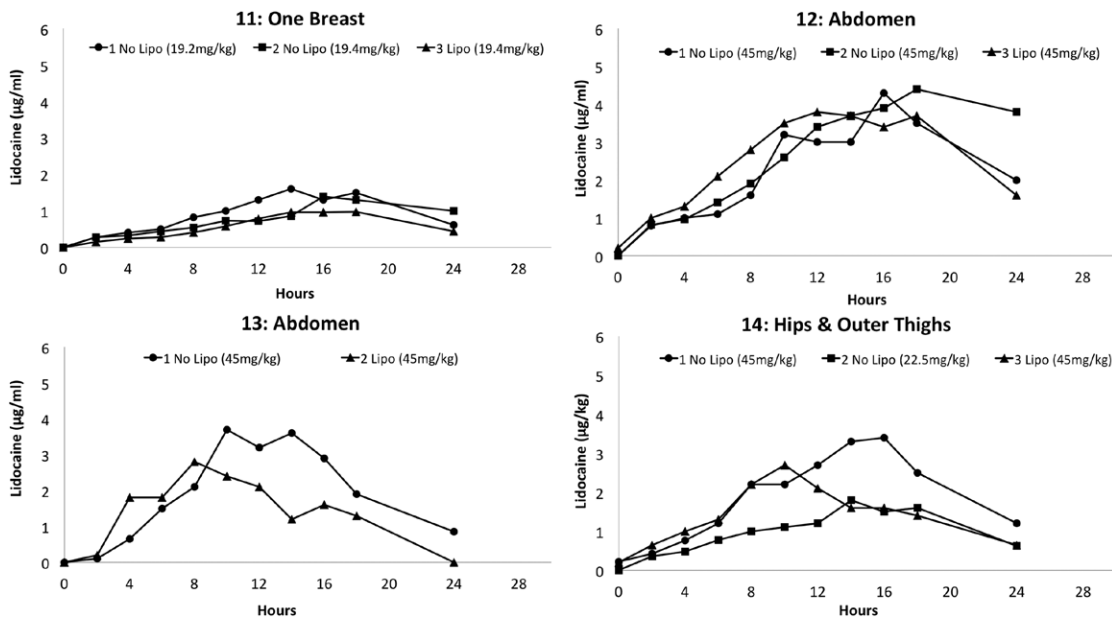 11: One Breast
1 No Lipo (19.2mg/kg) 2 No Lipo (19.4mg/kg) 3 Lipo (19.4mg/kg)
Lidocaine (µg/ml)
6
5
4
3
2
1
0
0 4 8 12 16 20 24 28
Hours
12: Abdomen
1 No Lipo (45mg/kg) 2 No Lipo (45mg/kg) 3 Lipo (45mg/kg)
Lidocaine (µg/ml)
6
5
4
3
2
1
0
0 4 8 12 16 20 24 28
Hours
13: Abdomen
1 No Lipo (45mg/kg) 2 Lipo (45mg/kg)
Lidocaine (µg/ml)
6
5
4
3
2
1
0
0 4 8 12 16 20 24 28
Hours
14: Hips & Outer Thighs
1 No Lipo (45mg/kg) 2 No Lipo (22.5mg/kg) 3 Lipo (45mg/kg)
Lidocaine (µg/kg)
6
5
4
3
2
1
0
0 4 8 12 16 20 24 28
Hours